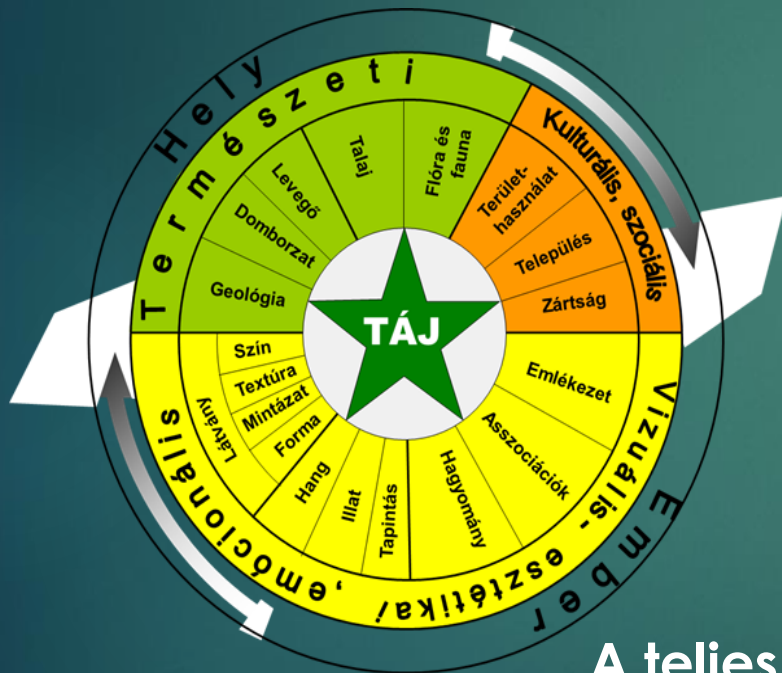 Hely
Természeti
Geológia
Domborzat
Levegő
Talaj
Flóra és
fauna
Kulturális, szociális
Terület-
használat
Település
Zártság
TÁJ
Vizuális- esztétikai, emócionális
Emlékezet
Asszociációk
Hagyomány
Tapintás
Illat
Hang
Látvány
Forma
Mintázat
Textúra
Szín
Ember
A teljes